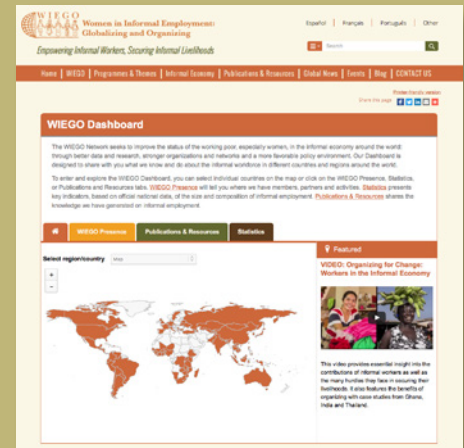 WIEGO
Women in Informal Employment:
Globalizing and Organizing
Empowering Informal Workers, Securing Informal Livelihoods
Español | Français | Português | Other
Search
Home | WIEGO | Programmes & Themes | Informal Economy | Publications & Resources | Global News | Events | Blog | CONTACT US
Printer-friendly version
Share this page
WIEGO Dashboard
The WIEGO Network seeks to improve the status of the working poor, especially women, in the informal economy around the world:
through better data and research, stronger organizations and networks and a more favorable policy environment. Our Dashboard is
designed to share with you what we know and do about the informal workforce in different countries and regions around the world.
To enter and explore the WIEGO Dashboard, you can select individual countries on the map or click on the WIEGO Presence, Statistics,
or Publications and Resources tabs. WIEGO Presence will tell you where we have members, partners and activities. Statistics presents
key indicators, based on official national data, of the size and composition of informal employment. Publications & Resources shares the
knowledge we have generated on informal employment.
WIEGO Presence
Publications & Resources
Statistics
Select region/country
+
-
Featured
VIDEO: Organizing for Change:
Workers in the Informal Economy
This video provides essential insight into the
contributions of informal workers as well as
the many hurdles they face in securing their
livelihoods. It also features the benefits of
organizing with case studies from Ghana,
India and Thailand.